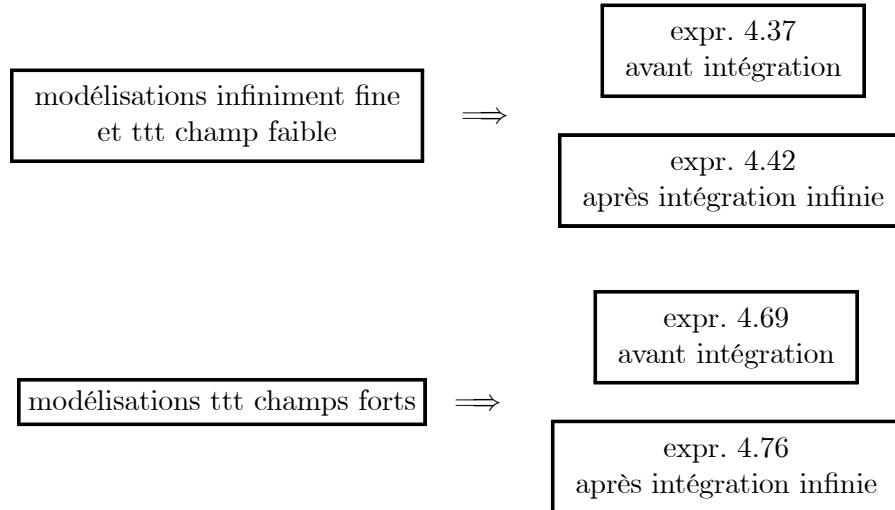 modélisations infiniment fine
et ttt champ faible
⟹
expr. 4.37
avant intégration
expr. 4.42
après intégration infinie
modélisations ttt champs forts
⟹
expr. 4.69
avant intégration
expr. 4.76
après intégration infinie